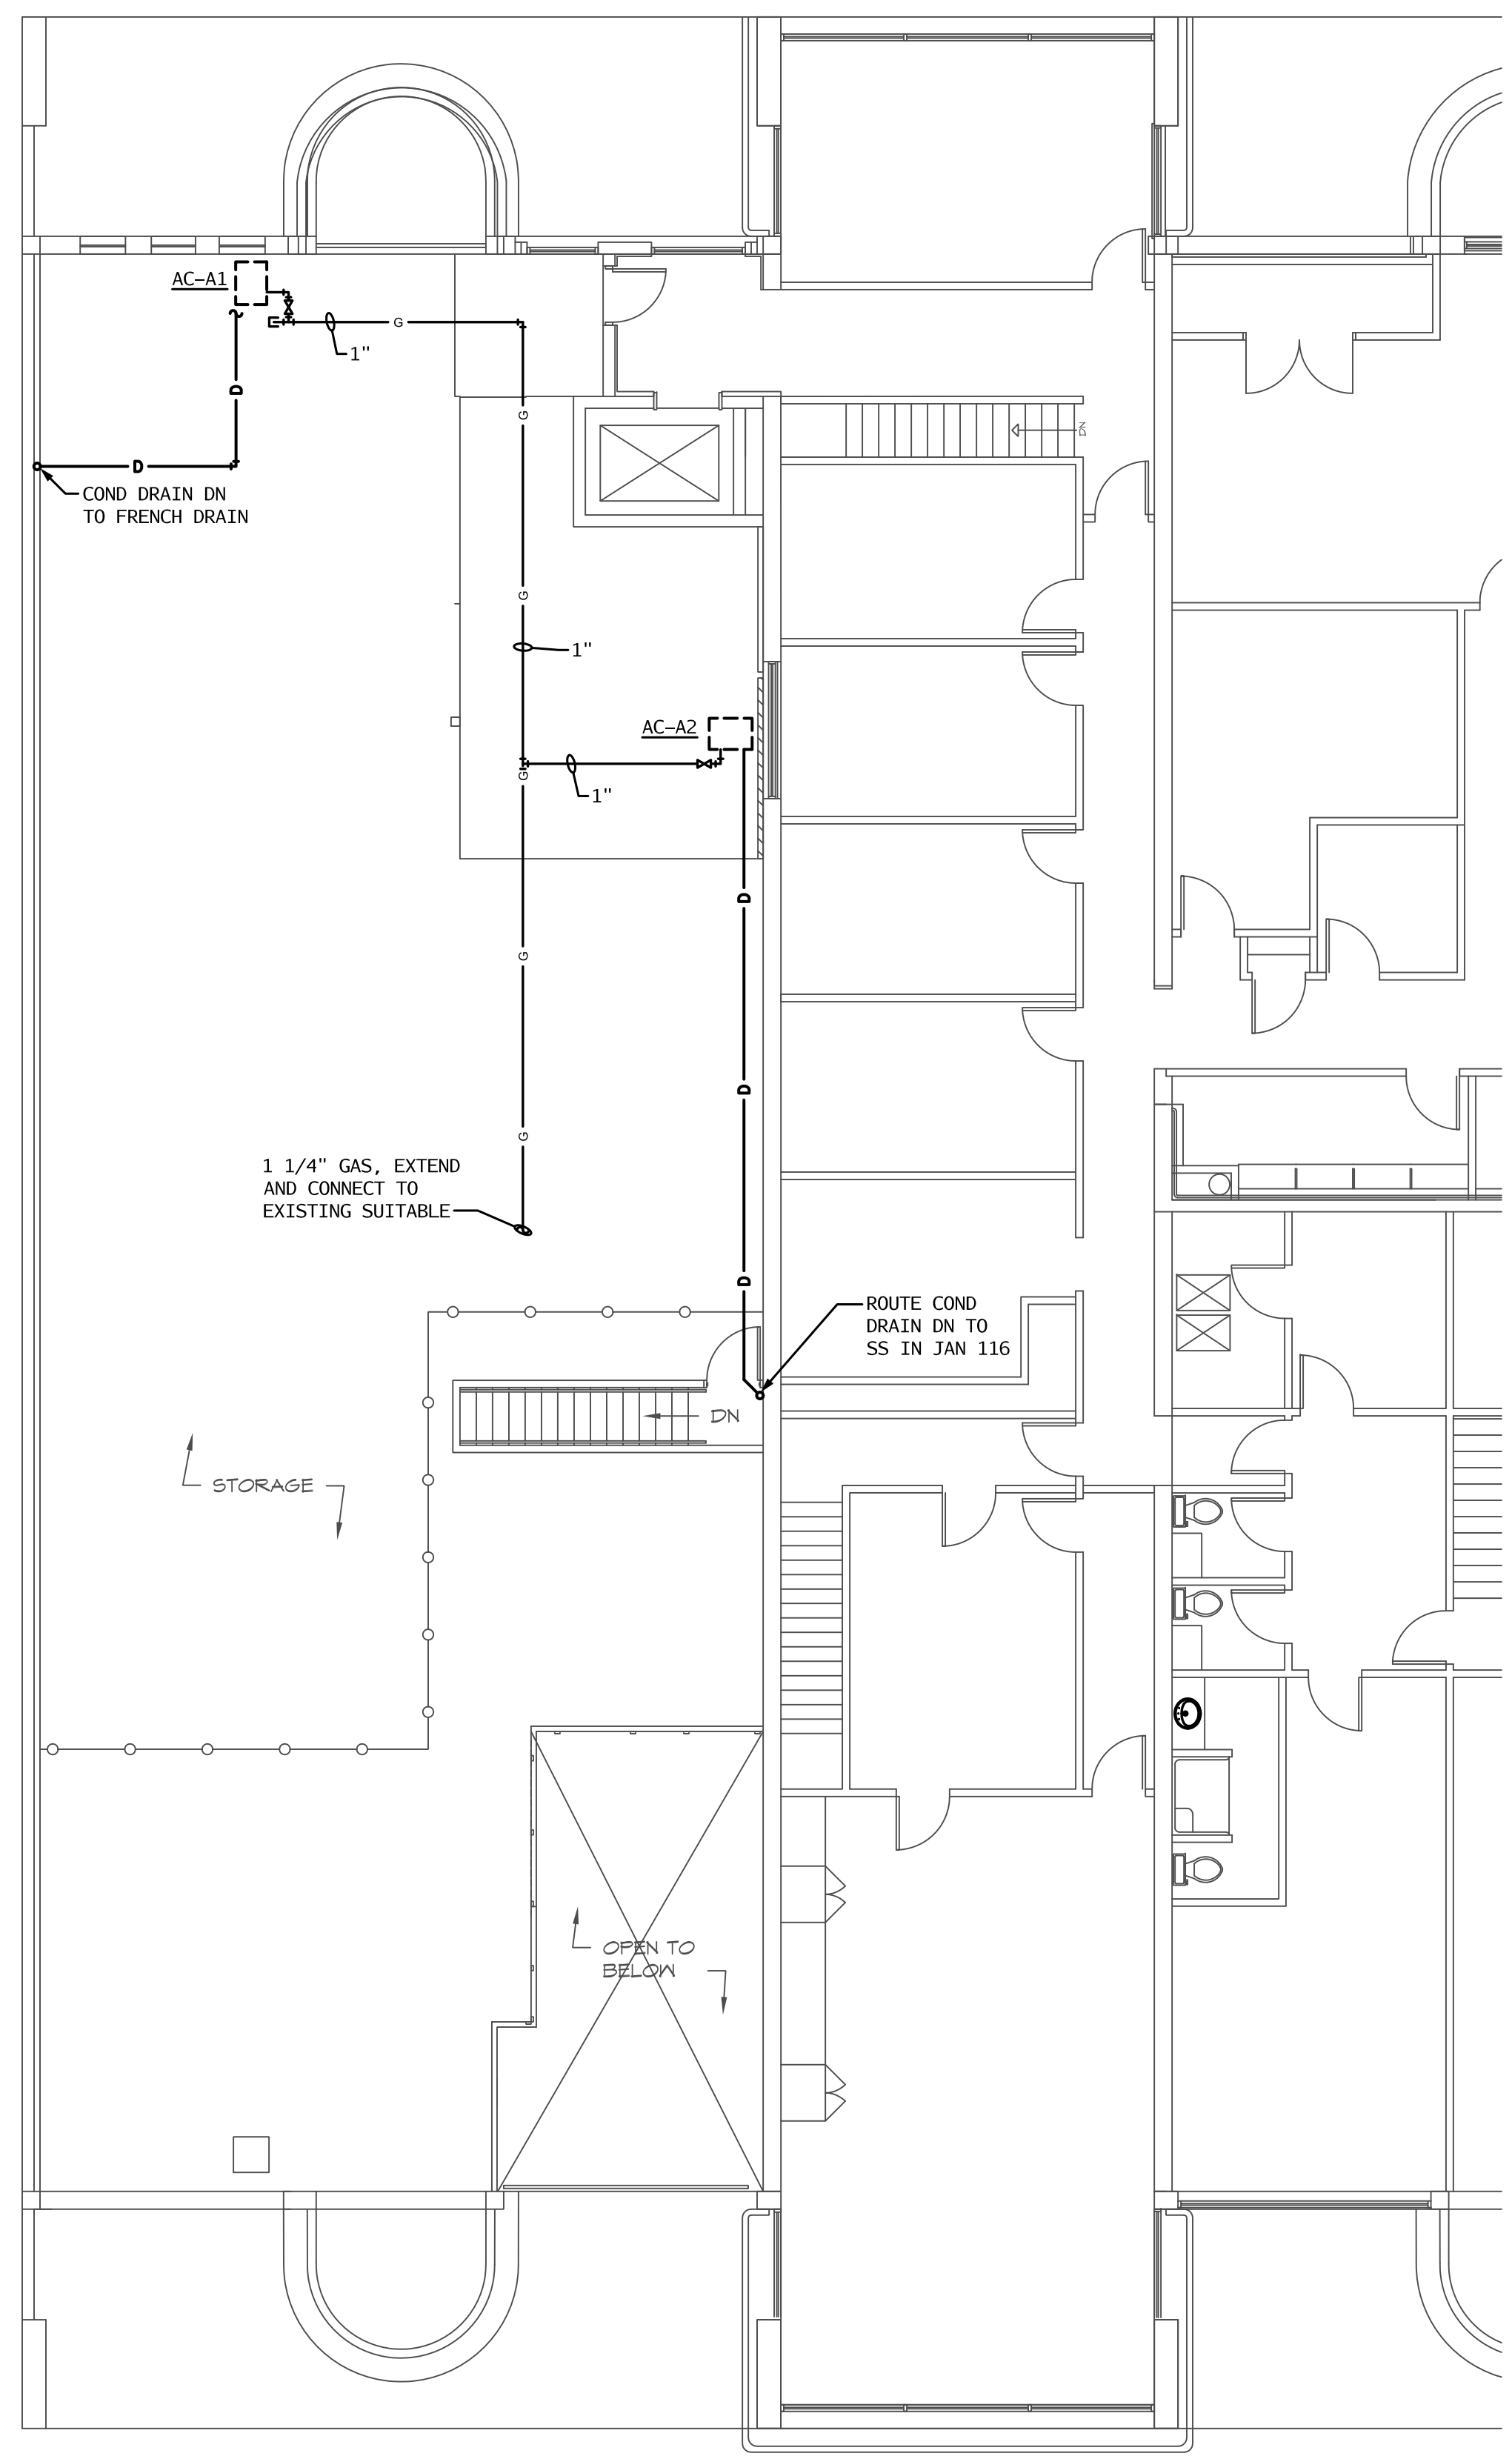 AC-A1
G
1"
D
G
DN
D
COND DRAIN DN
TO FRENCH DRAIN
G
1"
AC-A2
G
1"
D
G
D
G
1 1/4" GAS, EXTEND
AND CONNECT TO
EXISTING SUITABLE
D
ROUTE COND
DRAIN DN TO
SS IN JAN 116
DN
STORAGE
OPEN TO
BELOW